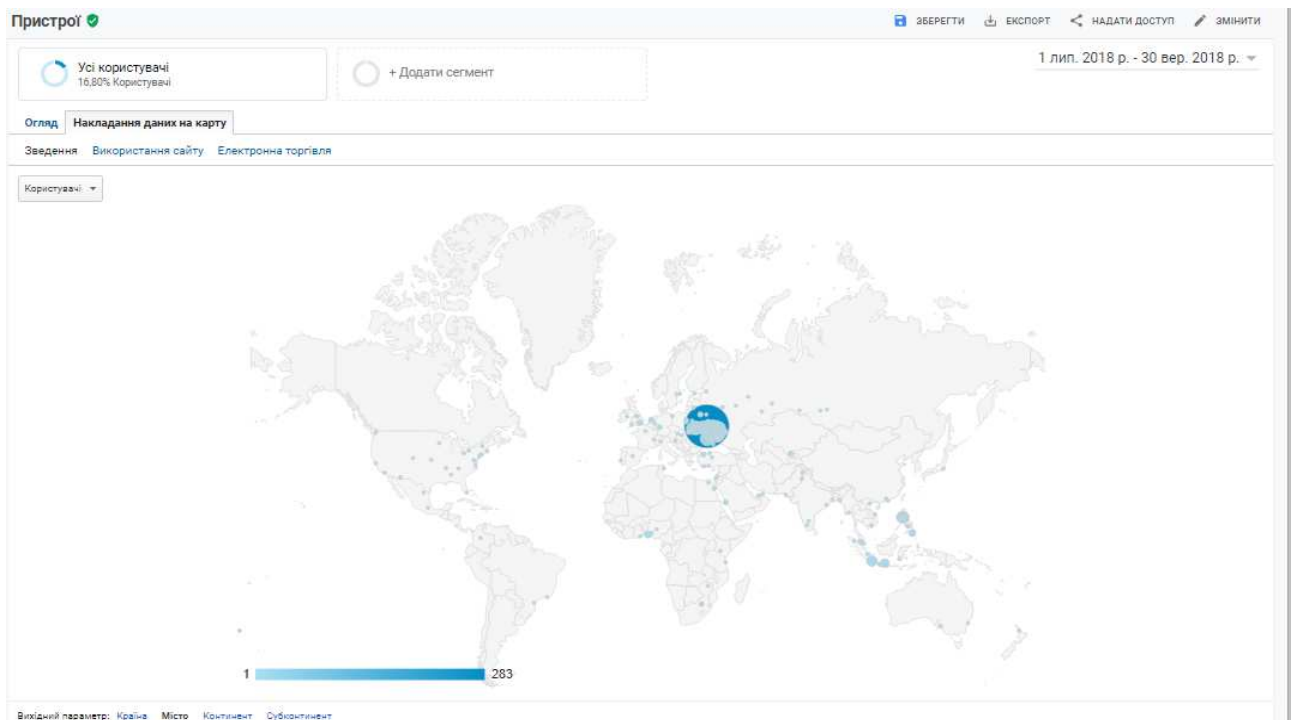 Пристрої
ЗБЕРЕГТИ ЕКСПОРТ НАДАТИ ДОСТУП ЗМІНИТИ
Усі користувачі
16,80% Користувачі
+ Додати сегмент
1 лип. 2018 р. - 30 вер. 2018 р.
Огляд Накладання даних на карту
Зведення Використання сайту Електронна торгівля
Користувачі
1 283
Вихідний параметр: Країна Місто Континент Субконтинент